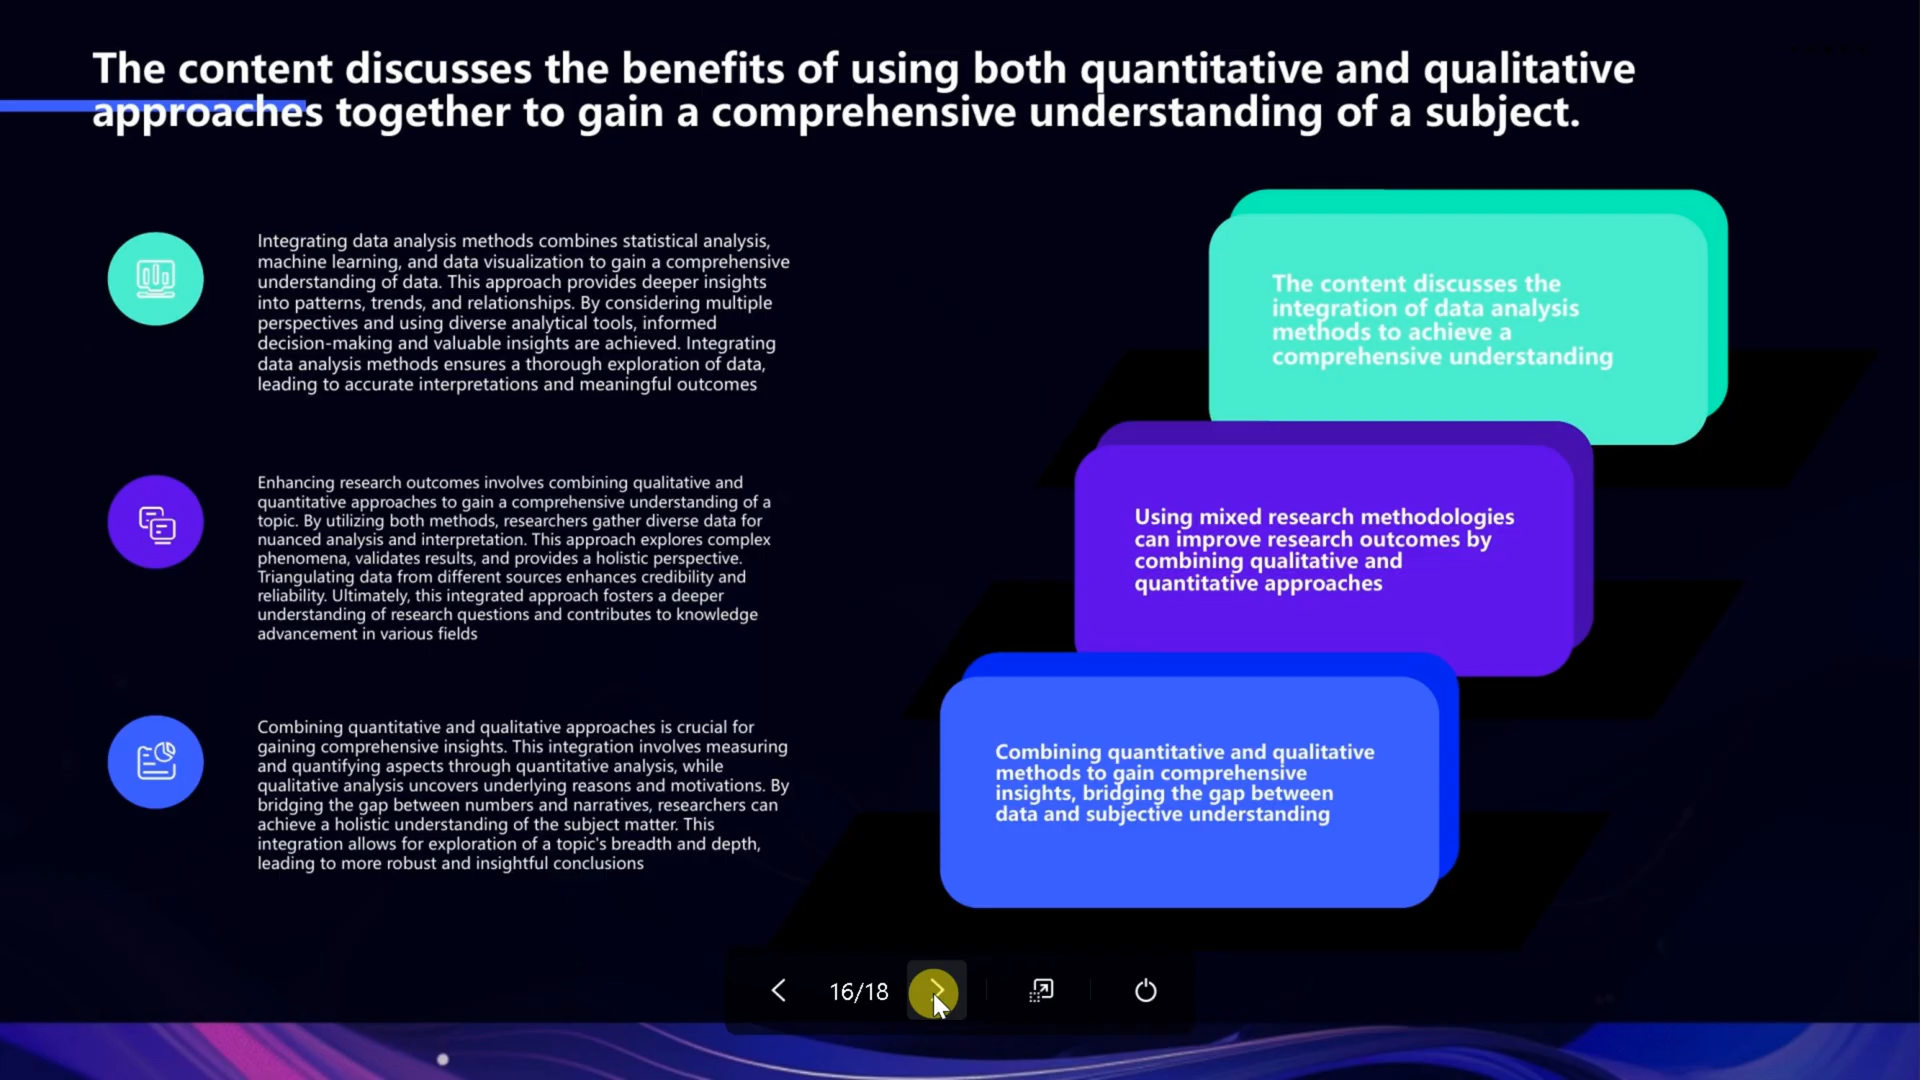 The content discusses the benefits of using both quantitative and qualitative
approaches together to gain a comprehensive understanding of a subject.
Integrating data analysis methods combines statistical analysis,
machine learning, and data visualization to gain a comprehensive
understanding of data. This approach provides deeper insights
into patterns, trends, and relationships. By considering multiple
perspectives and using diverse analytical tools, informed
decision-making and valuable insights are achieved. Integrating
data analysis methods ensures a thorough exploration of data,
leading to accurate interpretations and meaningful outcomes
The content discusses the
integration of data analysis
methods to achieve a
comprehensive understanding
Enhancing research outcomes involves combining qualitative and
quantitative approaches to gain a comprehensive understanding of a
topic. By utilizing both methods, researchers gather diverse data for
nuanced analysis and interpretation. This approach explores complex
phenomena, validates results, and provides a holistic perspective.
Triangulating data from different sources enhances credibility and
reliability. Ultimately, this integrated approach fosters a deeper
understanding of research questions and contributes to knowledge
advancement in various fields
Using mixed research methodologies
can improve research outcomes by
combining qualitative and
quantitative approaches
Combining quantitative and qualitative approaches is crucial for
gaining comprehensive insights. This integration involves measuring
and quantifying aspects through quantitative analysis, while
qualitative analysis uncovers underlying reasons and motivations. By
bridging the gap between numbers and narratives, researchers can
achieve a holistic understanding of the subject matter. This
integration allows for exploration of a topic's breadth and depth,
leading to more robust and insightful conclusions
Combining quantitative and qualitative
methods to gain comprehensive
insights, bridging the gap between
data and subjective understanding
16/18